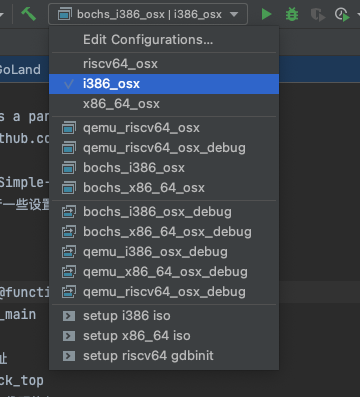 bochs_i386_osx | i386_osx
Edit Configurations...
GoLand
riscv64_osx
i386_osx
x86_64_osx
qemu_riscv64_osx
qemu_riscv64_osx_debug
bochs_i386_osx
bochs_x86_64_osx
bochs_i386_osx_debug
bochs_x86_64_osx_debug
qemu_i386_osx_debug
qemu_x86_64_osx_debug
qemu_riscv64_osx_debug
setup i386 iso
setup x86_64 iso
setup riscv64 gdbinit
s a par
thub.co
Simple-
一些设置
@functi
_main
址
ck_top